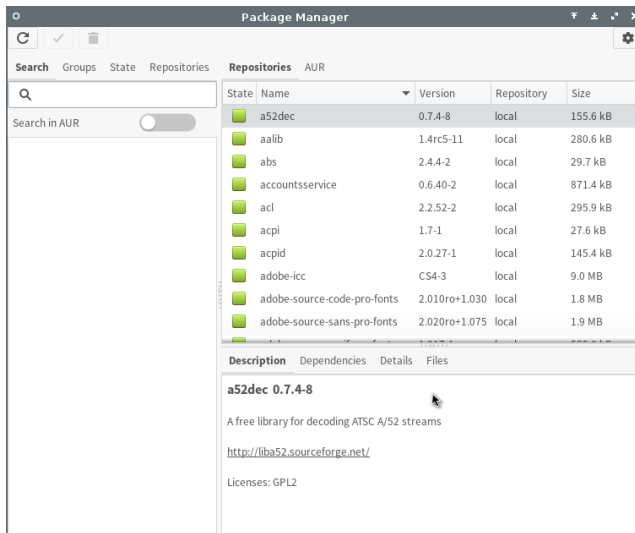 Package Manager
Search Groups State Repositories
Search in AUR
Repositories AUR
State Name Version Repository Size
a52dec 0.7.4-8 local 155.6 kB
aalib 1.4rc5-11 local 280.6 kB
abs 2.4.4-2 local 29.7 kB
accountsservice 0.6.40-2 local 871.4 kB
acl 2.2.52-2 local 295.9 kB
acpi 1.7-1 local 27.6 kB
acpid 2.0.27-1 local 145.4 kB
adobe-icc CS4-3 local 9.0 MB
adobe-source-code-pro-fonts 2.010ro+1.030 local 1.8 MB
adobe-source-sans-pro-fonts 2.020ro+1.075 local 1.9 MB
Description Dependencies Details Files
a52dec 0.7.4-8
A free library for decoding ATSC A/52 streams
http://liba52.sourceforge.net/
Licenses: GPL2